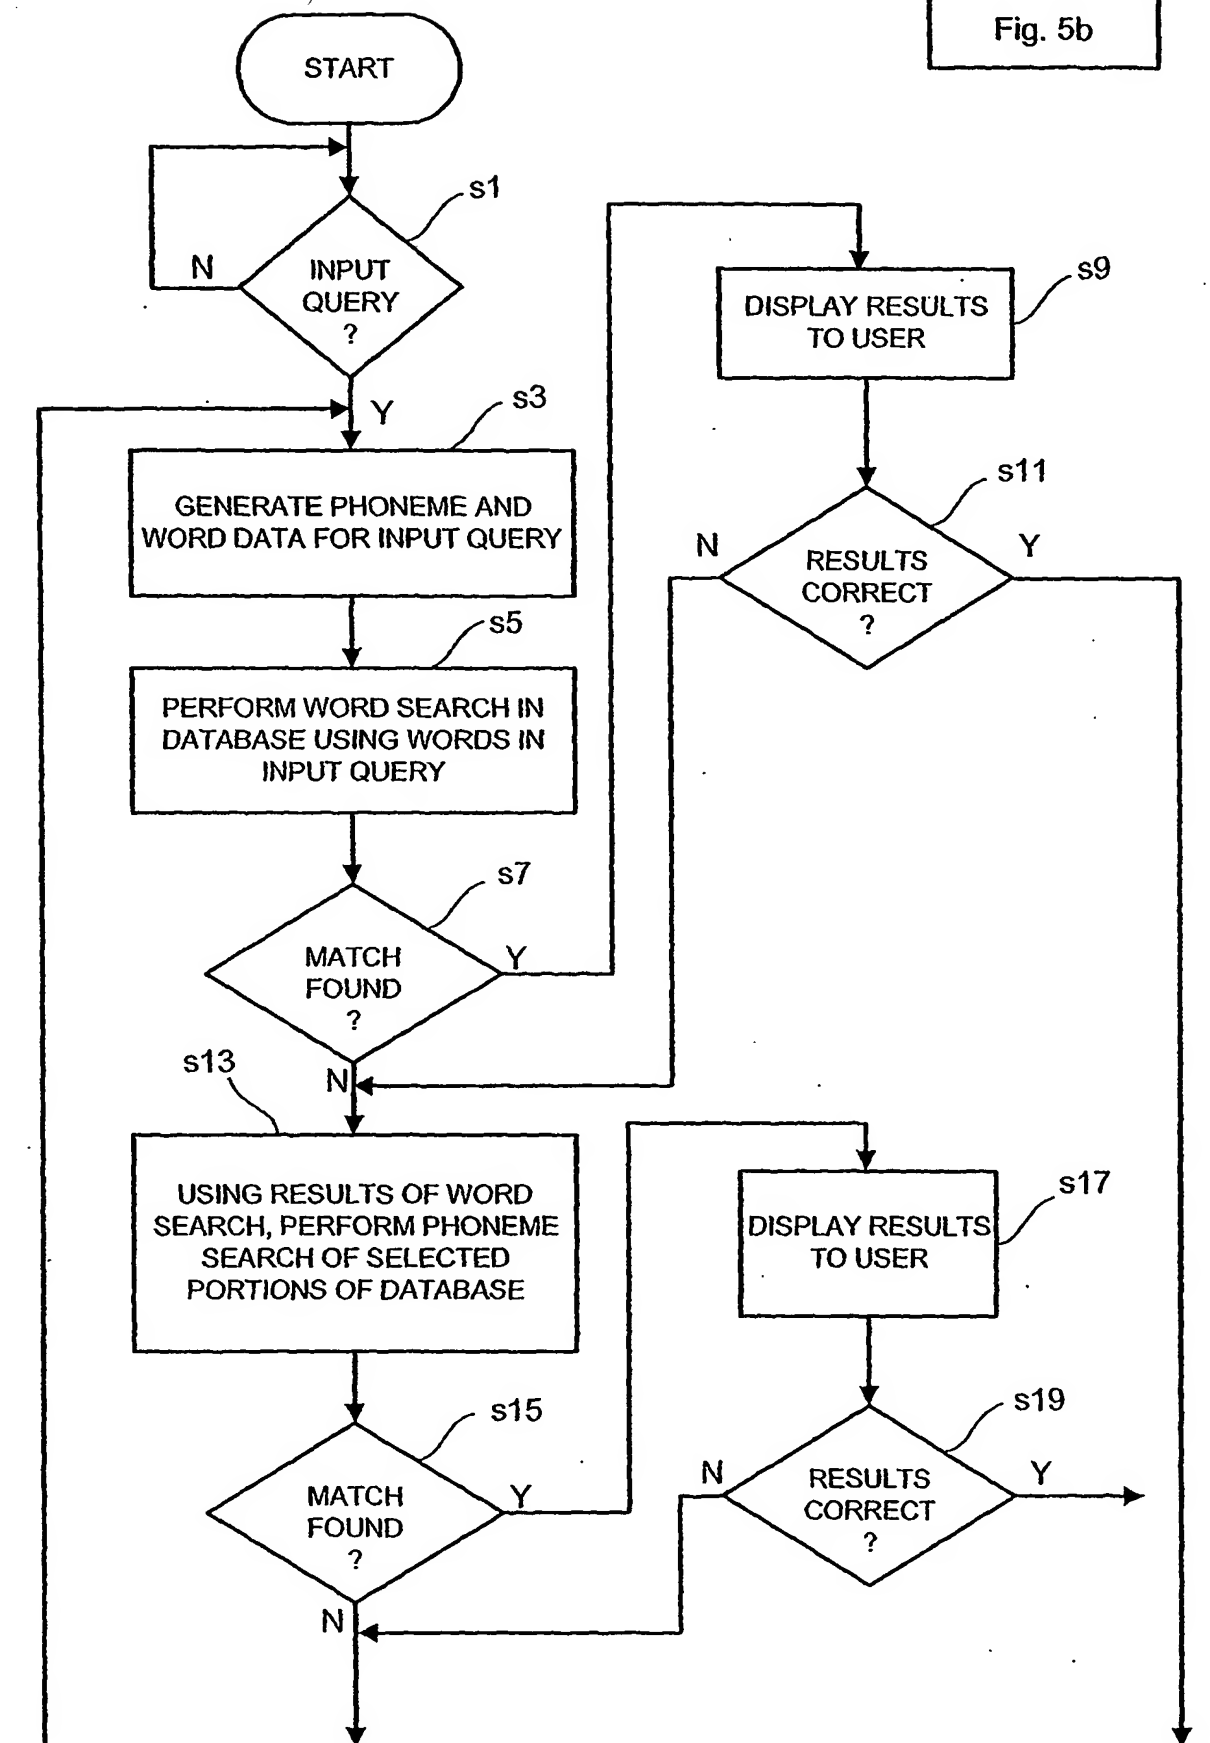 Fig. 5b
START
s1
N
INPUT
QUERY
?
Y
s3
GENERATE PHONEME AND
WORD DATA FOR INPUT QUERY
s5
PERFORM WORD SEARCH IN
DATABASE USING WORDS IN
INPUT QUERY
s7
MATCH
FOUND
?
Y
N
s9
DISPLAY RESULTS
TO USER
s11
N
Y
RESULTS
CORRECT
?
s13
USING RESULTS OF WORD
SEARCH, PERFORM PHONEME
SEARCH OF SELECTED
PORTIONS OF DATABASE
s15
MATCH
FOUND
?
Y
N
s17
DISPLAY RESULTS
TO USER
s19
N
Y
RESULTS
CORRECT
?